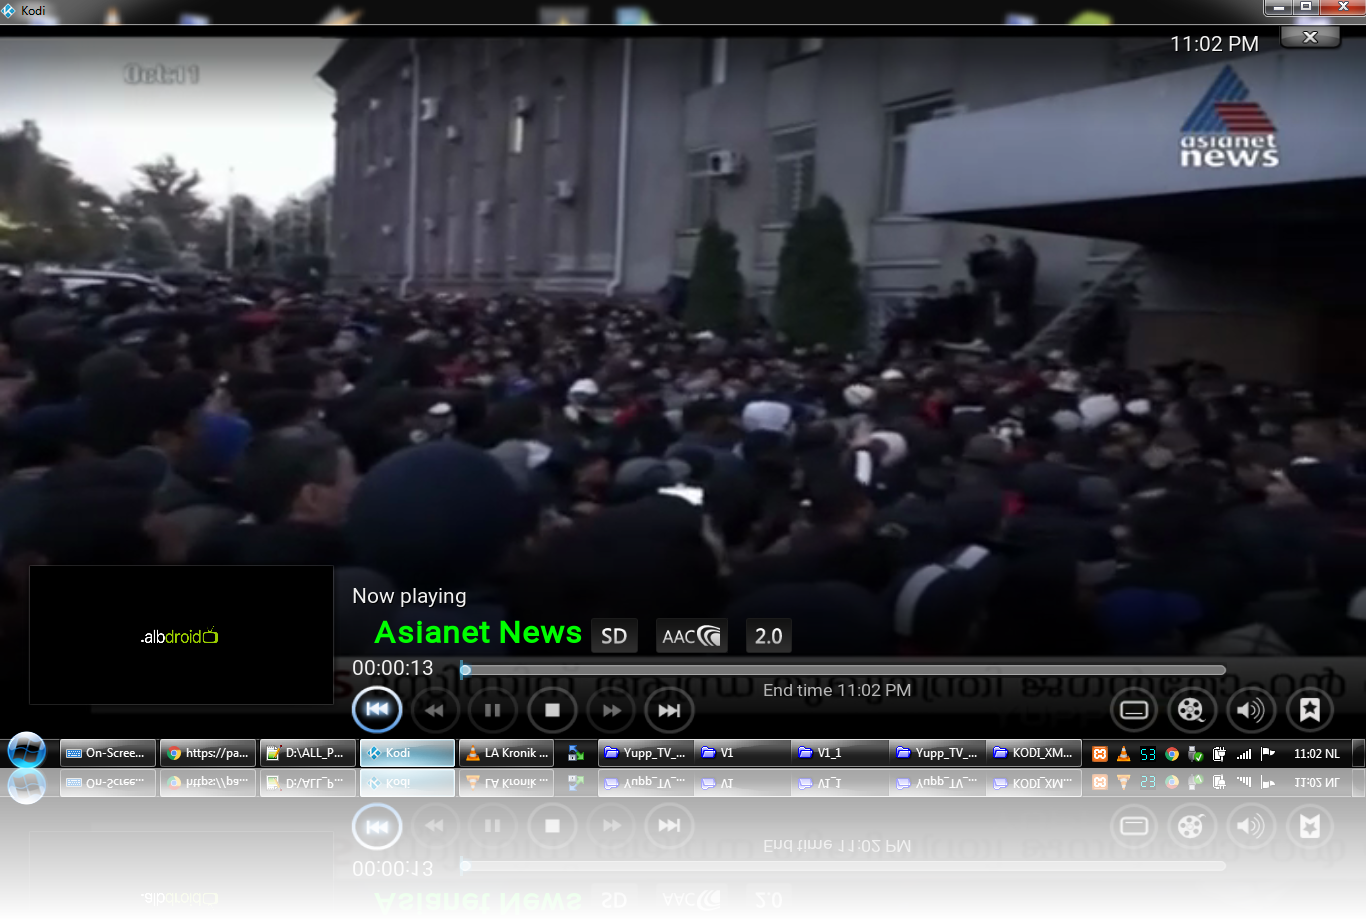 Kodi
11:02 PM
Oct:11
asianet
news
.albdroid
Now playing
Asianet News SD AAC 2.0
00:00:13
End time 11:02 PM
On-Scree... https://pa... D:\ALL_P... Kodi LA Kronik ... Yupp_TV_... V1 V1_1 Yupp_TV_... KODI_XM... 53 11:02 NL